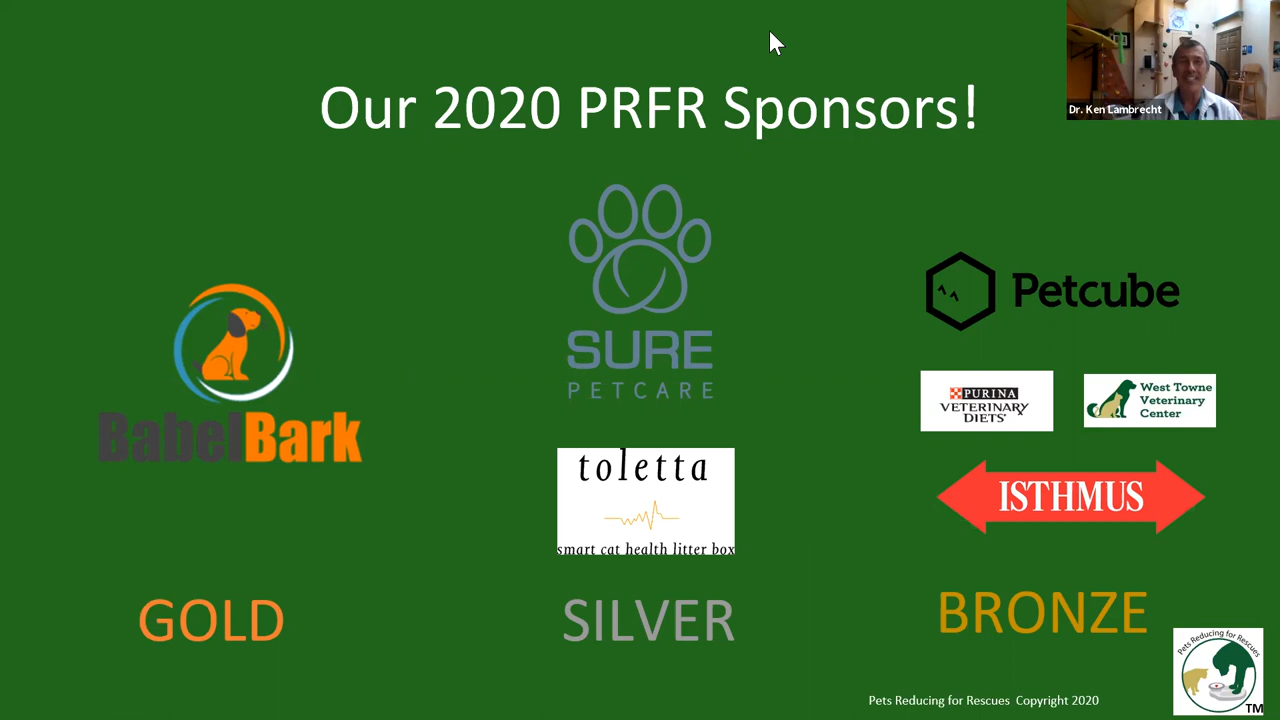 Our 2020 PRFR Sponsors!
Dr. Ken Lambrecht
SURE
PETCARE
Petcube
BabelBark
PURINA
VETERINARY
DIETS
West Towne
Veterinary
Center
toletta
smart cat health litter box
ISTHMUS
GOLD
SILVER
BRONZE
Pets Reducing for Rescues
TM
Pets Reducing for Rescues Copyright 2020